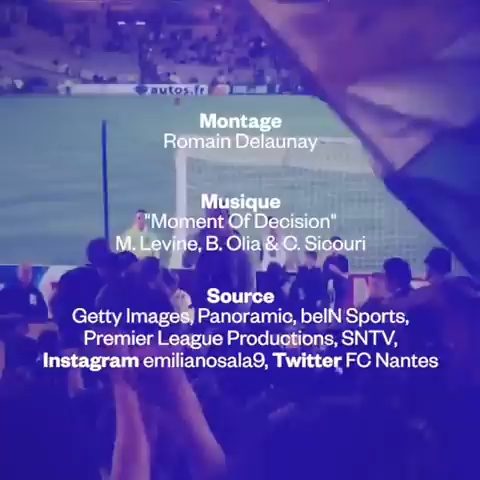 autos.fr
Montage
Romain Delaunay
Musique
"Moment Of Decision"
M. Levine, B. Olia & C. Sicouri
Source
Getty Images, Panoramic, beIN Sports,
Premier League Productions, SNTV,
Instagram emilianosala9, Twitter FC Nantes